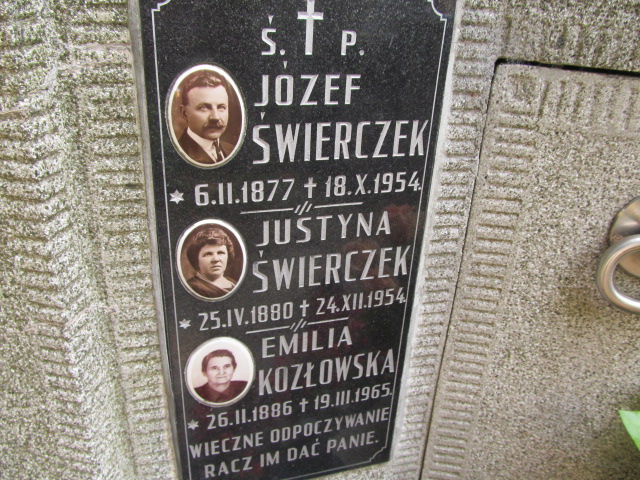 Ś. † P.
JÓZEF
ŚWIERCZEK
* 6.II.1877 † 18.X.1954.
JUSTYNA
ŚWIERCZEK
* 25.IV.1880 † 24.XII.1954.
EMILIA
KOZŁOWSKA
* 26.II.1886 † 19.III.1965.
WIECZNE ODPOCZYWANIE
RACZ IM DAĆ PANIE.